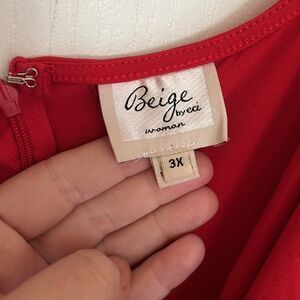 Beige
by eci
woman
3X